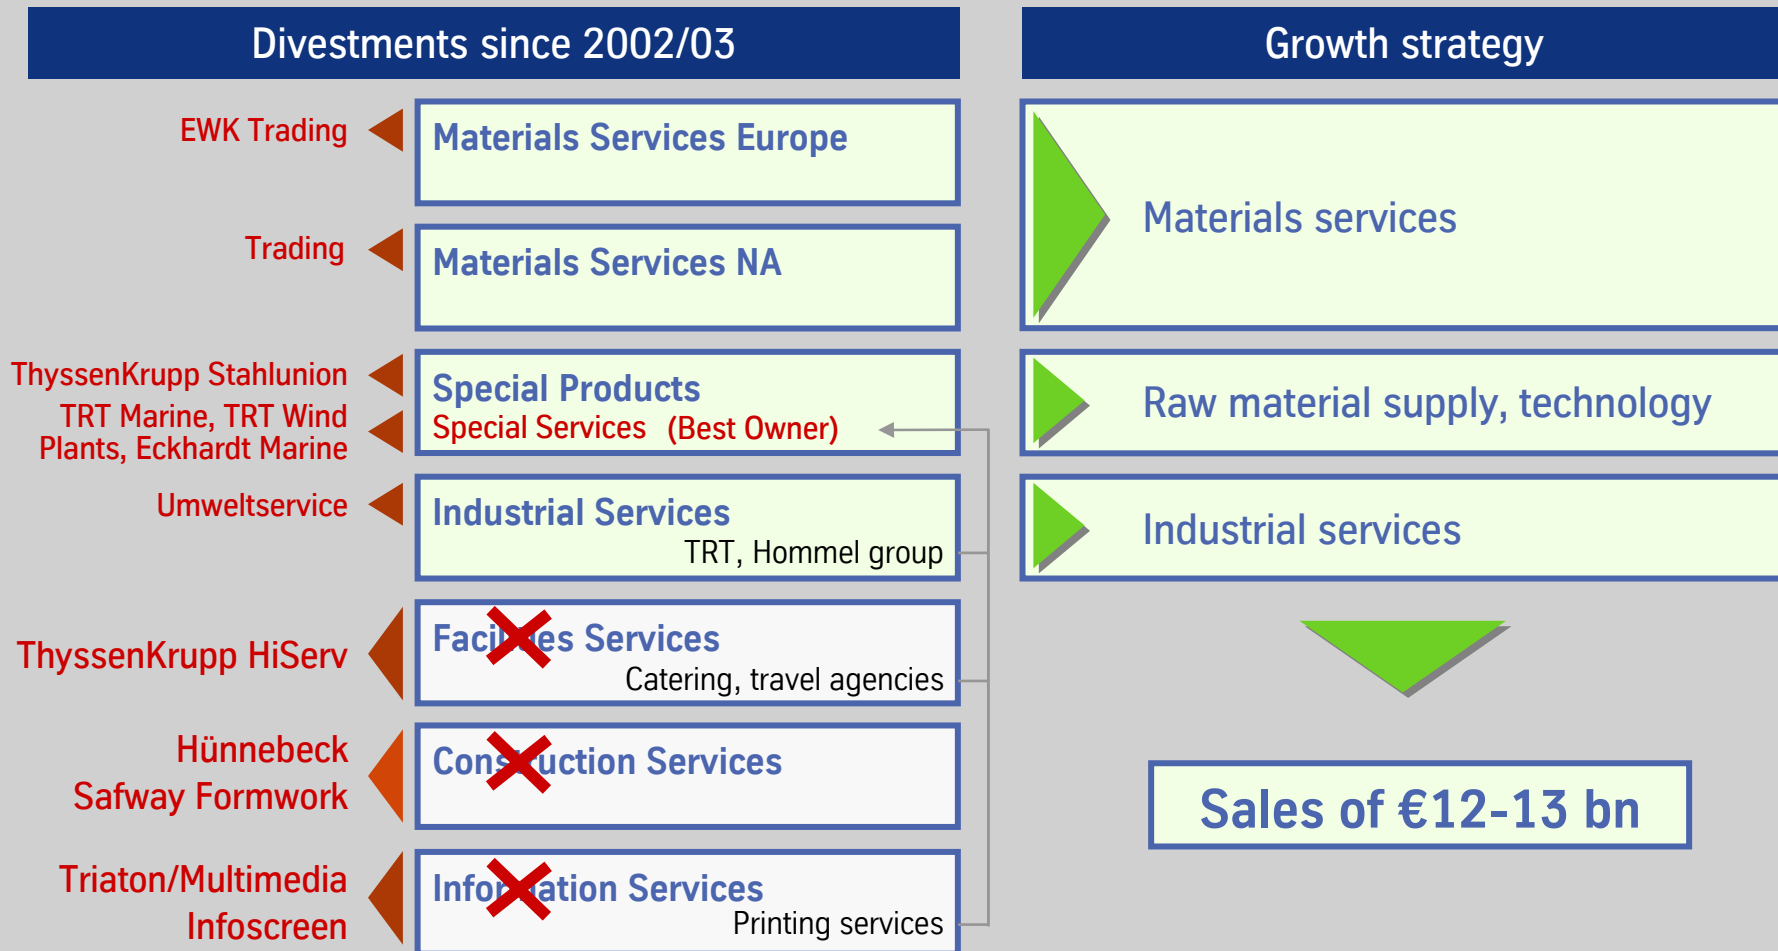 Divestments since 2002/03
EWK Trading
Materials Services Europe
Trading
Materials Services NA
ThyssenKrupp Stahlunion
TRT Marine, TRT Wind
Plants, Eckhardt Marine
Special Products
Special Services (Best Owner)
Umweltservice
Industrial Services
TRT, Hommel group
ThyssenKrupp HiServ
Facilities Services
Catering, travel agencies
Hünnebeck
Safway Formwork
Construction Services
Triaton/Multimedia
Infoscreen
Information Services
Printing services
Growth strategy
Materials services
Raw material supply, technology
Industrial services
Sales of €12-13 bn